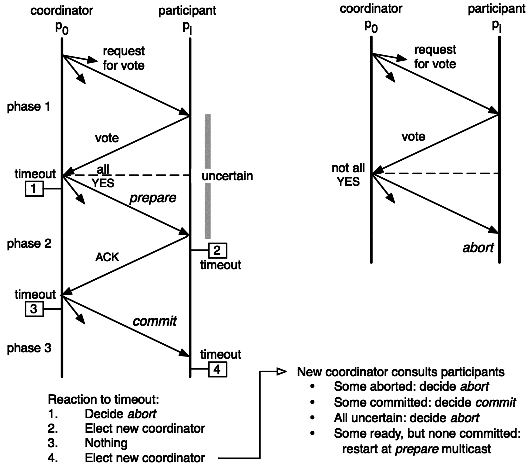 coordinator
p0
participant
pi
request
for vote
phase 1
vote
timeout
1
all
YES
uncertain
prepare
phase 2
ACK
2
timeout
timeout
3
commit
phase 3
timeout
4
Reaction to timeout:
1. Decide abort
2. Elect new coordinator
3. Nothing
4. Elect new coordinator
coordinator
p0
participant
pI
request
for vote
vote
not all
YES
abort
New coordinator consults participants
• Some aborted: decide abort
• Some committed: decide commit
• All uncertain: decide abort
• Some ready, but none committed:
restart at prepare multicast